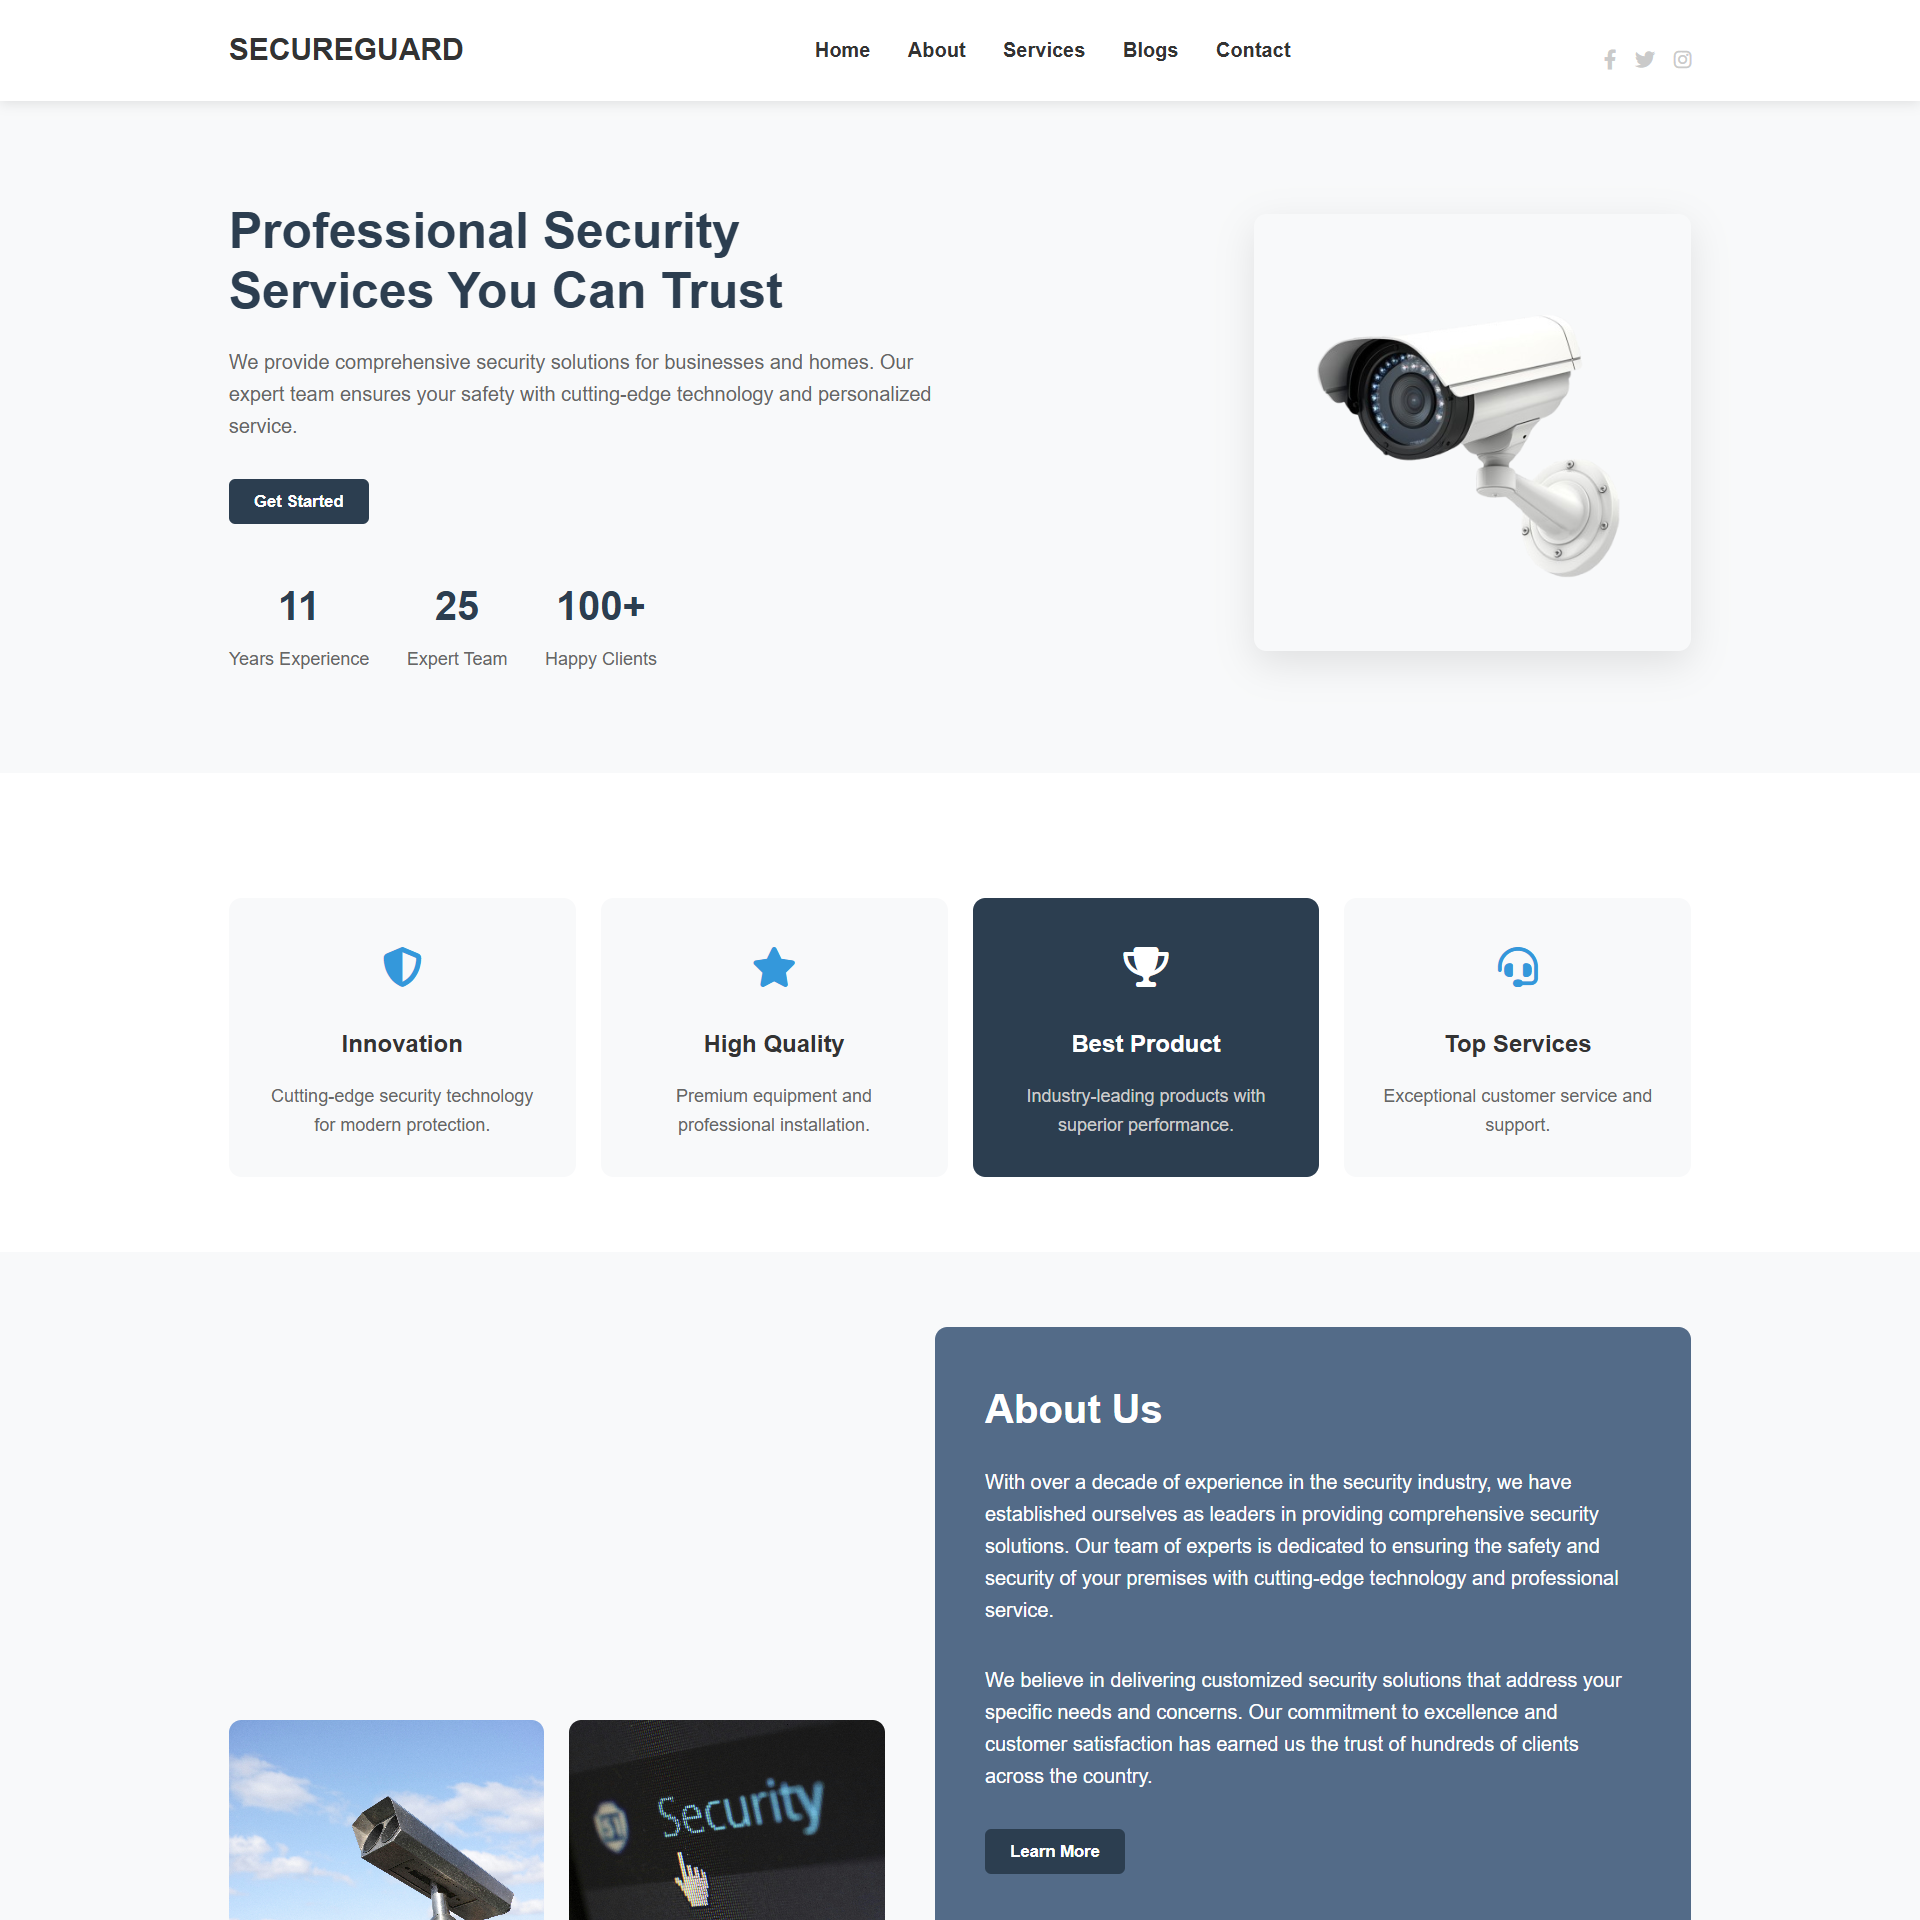 SECUREGUARD
Home About Services Blogs Contact
Professional Security
Services You Can Trust
We provide comprehensive security solutions for businesses and homes. Our
expert team ensures your safety with cutting-edge technology and personalized
service.
Get Started
11 25 100+
Years Experience Expert Team Happy Clients
Innovation
Cutting-edge security technology
for modern protection.
High Quality
Premium equipment and
professional installation.
Best Product
Industry-leading products with
superior performance.
Top Services
Exceptional customer service and
support.
Security
About Us
With over a decade of experience in the security industry, we have
established ourselves as leaders in providing comprehensive security
solutions. Our team of experts is dedicated to ensuring the safety and
security of your premises with cutting-edge technology and professional
service.
We believe in delivering customized security solutions that address your
specific needs and concerns. Our commitment to excellence and
customer satisfaction has earned us the trust of hundreds of clients
across the country.
Learn More